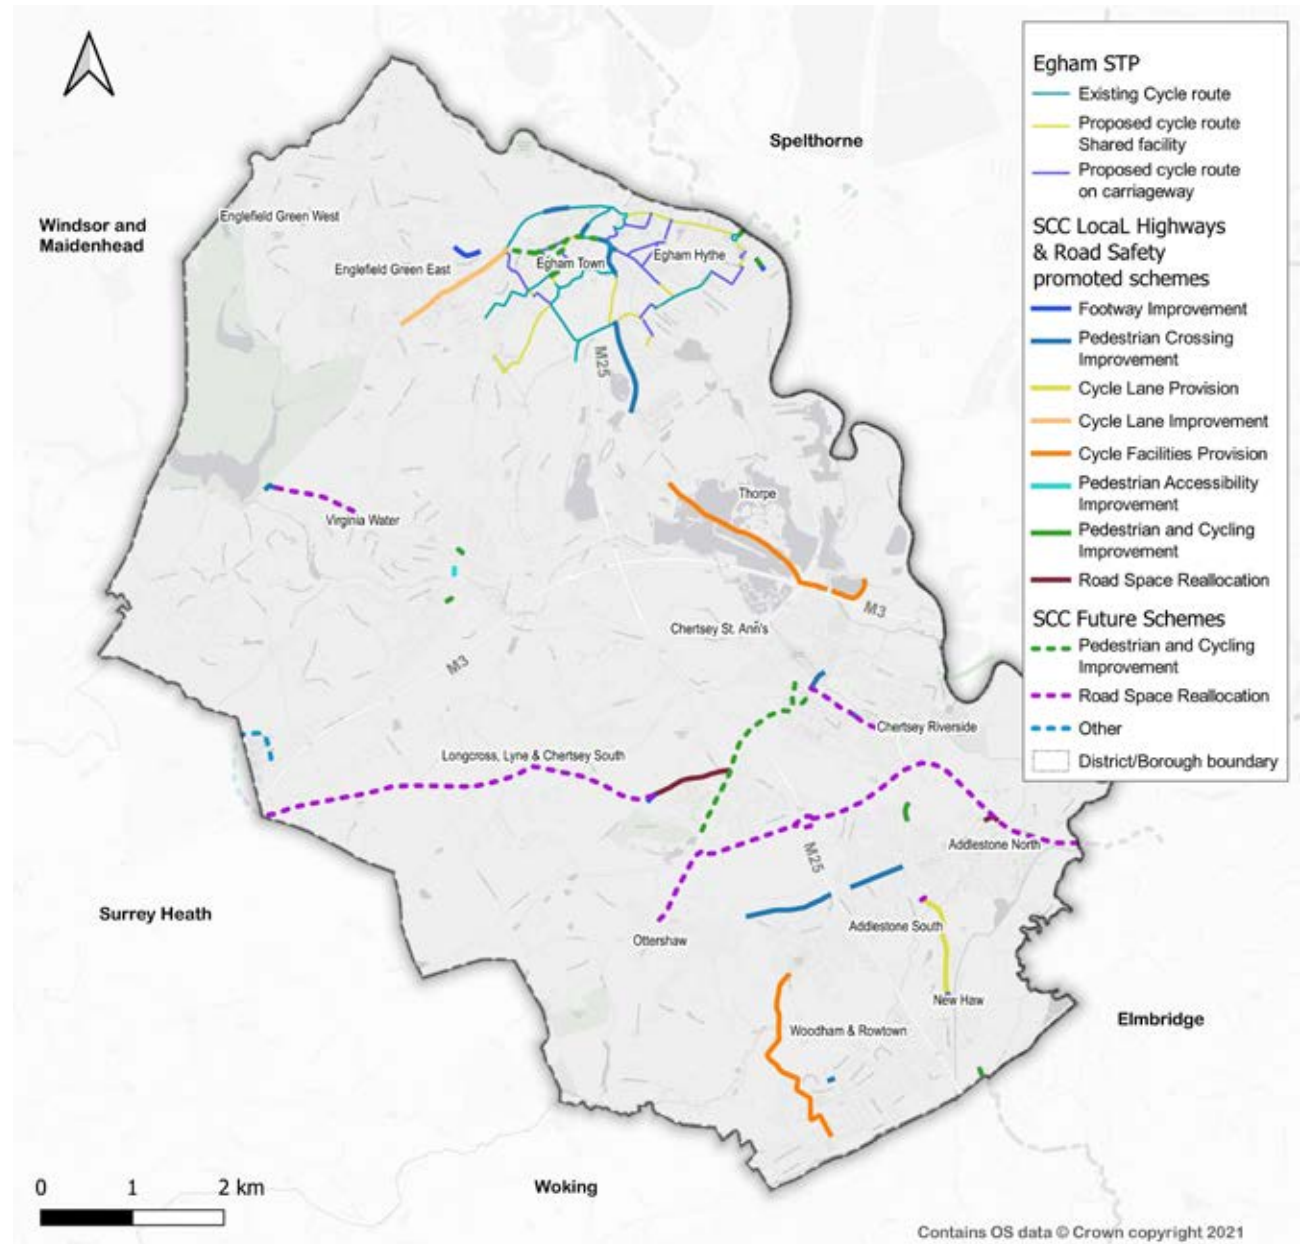 Egham STP
Existing Cycle route
Proposed cycle route
Shared facility
Proposed cycle route
on carriageway
SCC LocaL Highways
& Road Safety
promoted schemes
Footway Improvement
Pedestrian Crossing
Improvement
Cycle Lane Provision
Cycle Lane Improvement
Cycle Facilities Provision
Pedestrian Accessibility
Improvement
Pedestrian and Cycling
Improvement
Road Space Reallocation
SCC Future Schemes
Pedestrian and Cycling
Improvement
Road Space Reallocation
Other
District/Borough boundary
Spelthorne
Windsor and
Maidenhead
Englefield Green West
Englefield Green East
Egham Town
Egham Hythe
M25
Thorpe
Virginia Water
M3
Chertsey St. Ann's
M3
Chertsey Riverside
Longcross, Lyne & Chertsey South
Addlestone North
M25
Surrey Heath
Addlestone South
Ottershaw
New Haw
Elmbridge
Woodham & Rowtown
Woking
0 1 2 km
Contains OS data © Crown copyright 2021